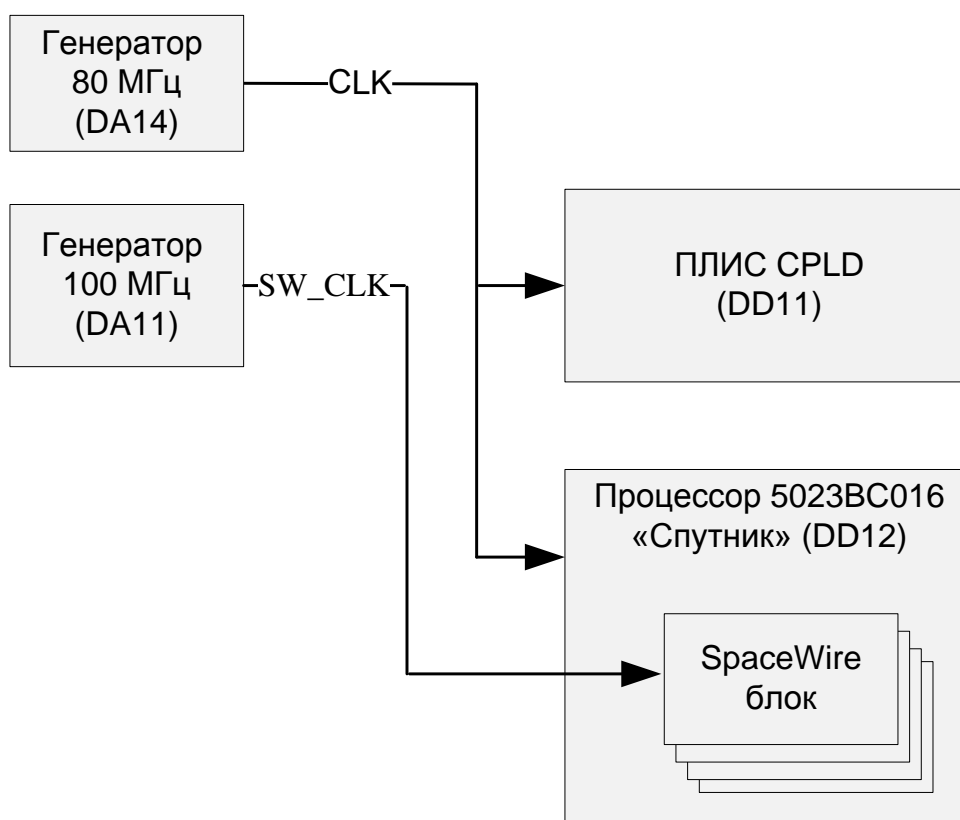 Генератор
80 МГц
(DA14)
CLK
Генератор
100 МГц
(DA11)
SW_CLK
ПЛИС CPLD
(DD11)
Процессор 5023ВС016
«Спутник» (DD12)
SpaceWire
блок